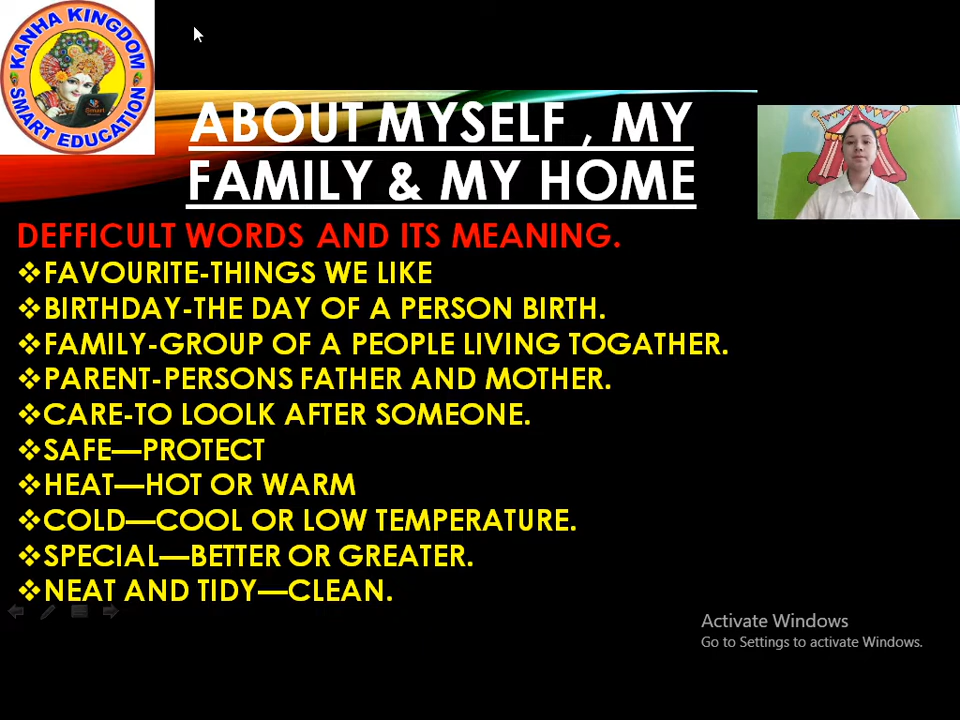 KANHA KINGDOM
SMART EDUCATION
ABOUT MYSELF , MY
FAMILY & MY HOME
DEFFICULT WORDS AND ITS MEANING.
❖FAVOURITE-THINGS WE LIKE
❖BIRTHDAY-THE DAY OF A PERSON BIRTH.
❖FAMILY-GROUP OF A PEOPLE LIVING TOGATHER.
❖PARENT-PERSONS FATHER AND MOTHER.
❖CARE-TO LOOLK AFTER SOMEONE.
❖SAFE—PROTECT
❖HEAT—HOT OR WARM
❖COLD—COOL OR LOW TEMPERATURE.
❖SPECIAL—BETTER OR GREATER.
❖NEAT AND TIDY—CLEAN.
Activate Windows
Go to Settings to activate Windows.